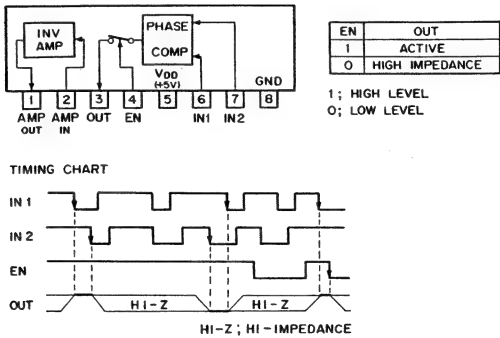 INV
AMP
PHASE
COMP
VDD
(+5V)
GND
1 2 3 4 5 6 7 8
AMP
OUT
AMP
IN
OUT
EN
IN1
IN2
EN OUT
1 ACTIVE
0 HIGH IMPEDANCE
1; HIGH LEVEL
0; LOW LEVEL
TIMING CHART
IN 1
IN 2
EN
OUT
HI-Z
HI-Z
HI-Z; HI-IMPEDANCE